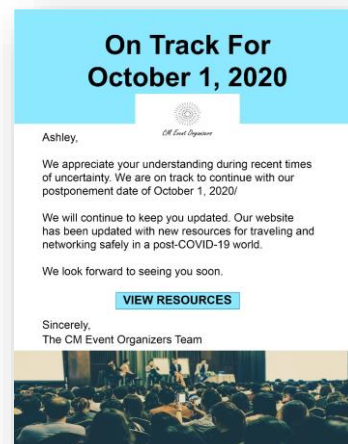 On Track For
October 1, 2020
CM Event Organizers
Ashley,
We appreciate your understanding during recent times
of uncertainty. We are on track to continue with our
postponement date of October 1, 2020/
We will continue to keep you updated. Our website
has been updated with new resources for traveling and
networking safely in a post-COVID-19 world.
We look forward to seeing you soon.
VIEW RESOURCES
Sincerely,
The CM Event Organizers Team